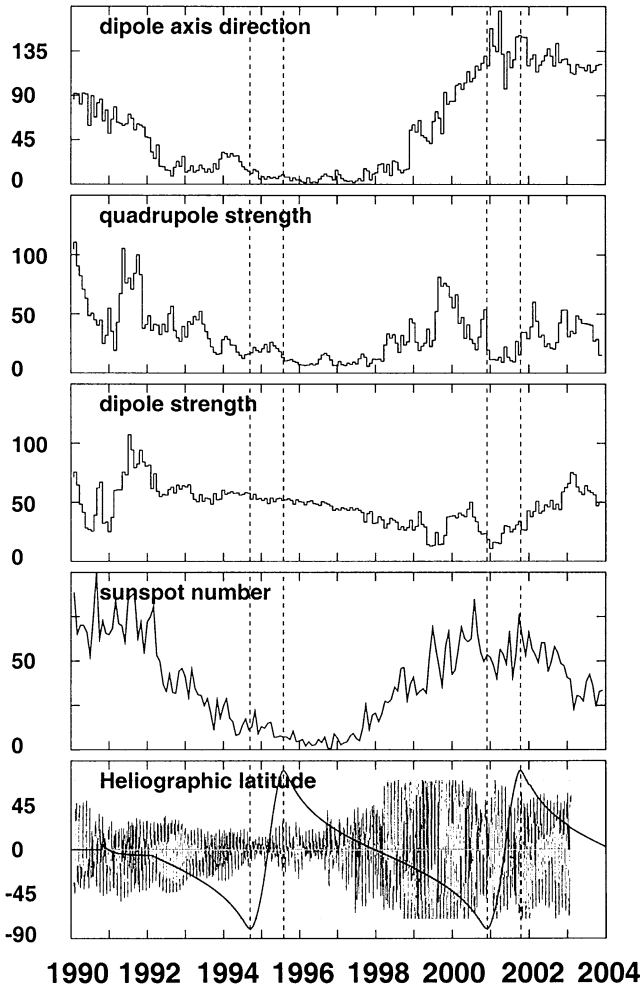 dipole axis direction
135
90
45
0
quadrupole strength
100
50
0
dipole strength
100
50
0
sunspot number
50
0
Heliographic latitude
45
0
-45
-90
1990 1992 1994 1996 1998 2000 2002 2004